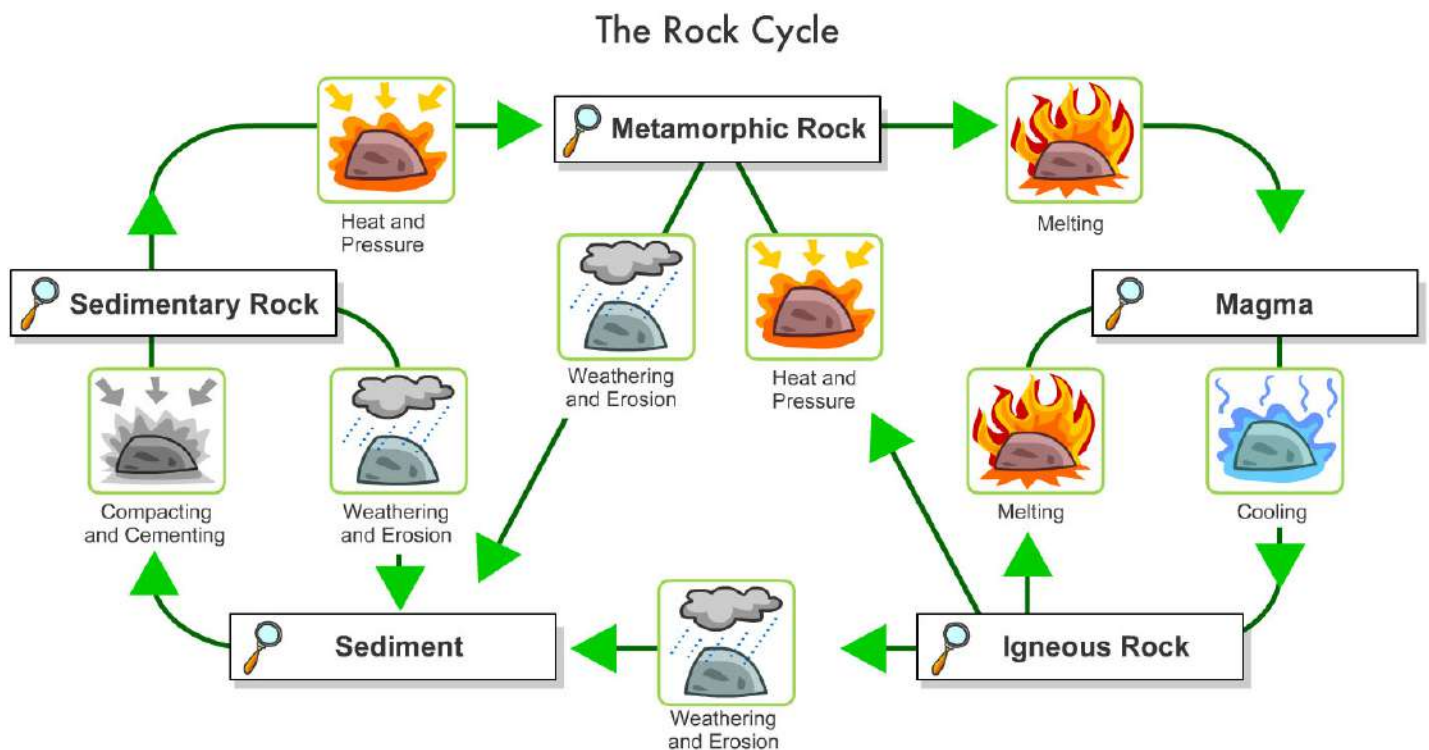 The Rock Cycle
Metamorphic Rock
Heat and
Pressure
Melting
Sedimentary Rock
Magma
Weathering
and Erosion
Heat and
Pressure
Compacting
and Cementing
Weathering
and Erosion
Melting
Cooling
Sediment
Igneous Rock
Weathering
and Erosion